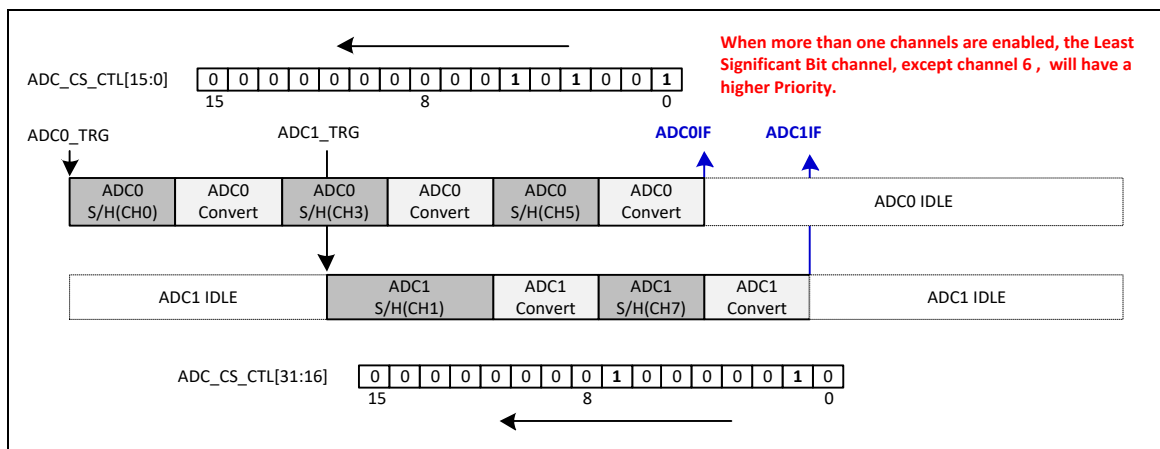 When more than one channels are enabled, the Least
Significant Bit channel, except channel 6 , will have a
higher Priority.
ADC_CS_CTL[15:0]
0 0 0 0 0 0 0 0 0 0 1 0 1 0 0 1
15 8 0
ADC0_TRG
ADC1_TRG
ADC0IF
ADC1IF
ADC0
S/H(CH0)
ADC0
Convert
ADC0
S/H(CH3)
ADC0
Convert
ADC0
S/H(CH5)
ADC0
Convert
ADC0 IDLE
ADC1 IDLE
ADC1
S/H(CH1)
ADC1
Convert
ADC1
S/H(CH7)
ADC1
Convert
ADC1 IDLE
ADC_CS_CTL[31:16]
0 0 0 0 0 0 0 0 1 0 0 0 0 0 1 0
15 8 0